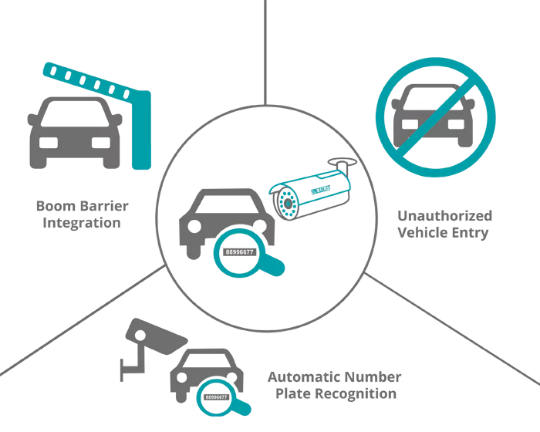 Boom Barrier
Integration
Unauthorized
Vehicle Entry
Automatic Number
Plate Recognition